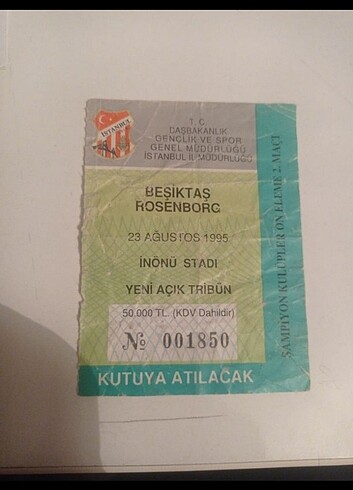 İSTANBUL
T. C.
BAŞBAKANLIK
GENÇLİK VE SPOR
GENEL MÜDÜRLÜĞÜ
İSTANBUL İL MÜDÜRLÜĞÜ
BEŞİKTAŞ
ROSENBORG
23 AĞUSTOS 1995
İNÖNÜ STADI
YENİ AÇIK TRİBÜN
50.000 TL. (KDV Dahildir)
№ 001850
KUTUYA ATILACAK
ŞAMPİYON KULÜPLER ÖN ELEME 2. MAÇI